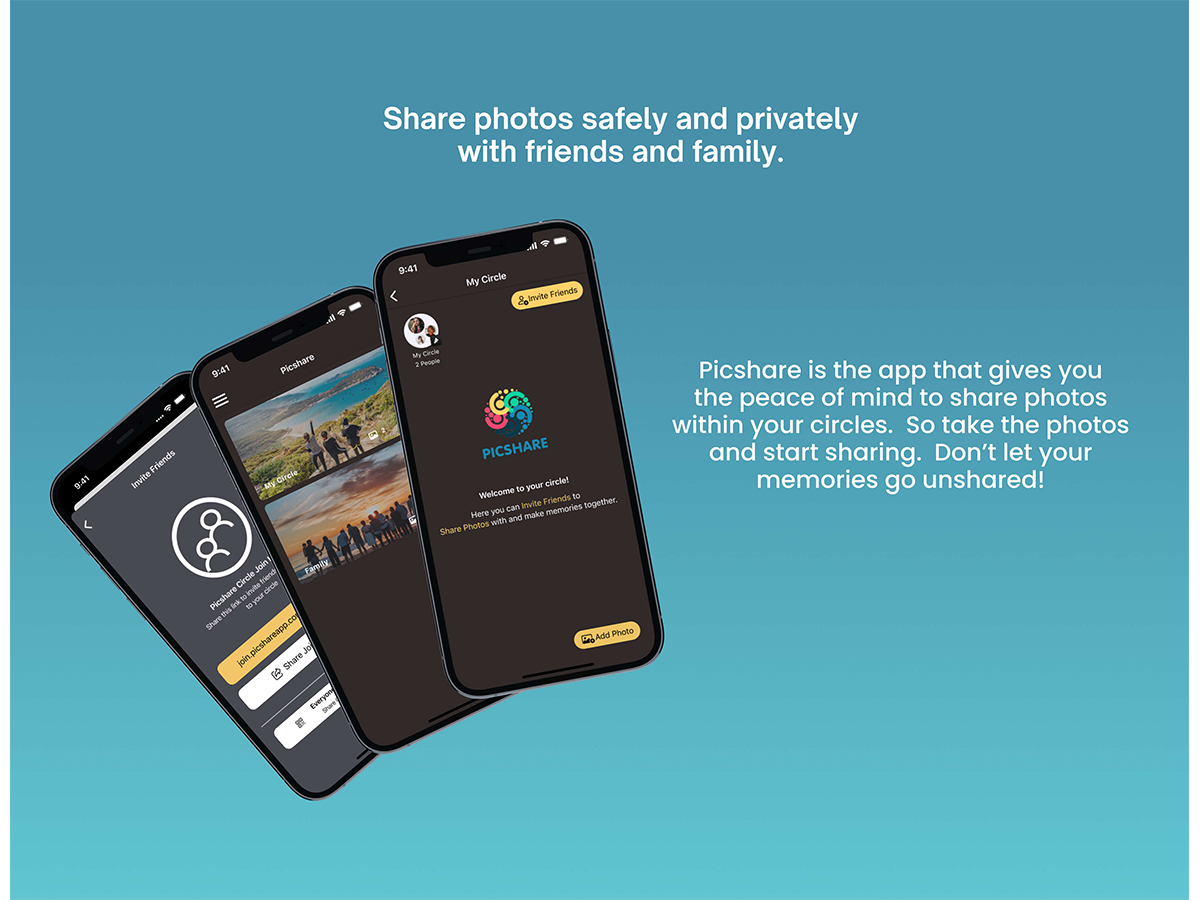 Share photos safely and privately
with friends and family.
9:41
My Circle
Invite Friends
My Circle
2 People
PICSHARE
Welcome to your circle!
Here you can Invite Friends to
Share Photos with and make memories together.
Add Photo
9:41
Picshare
My Circle
2
Family
9:41
Invite Friends
Picshare Circle Join
Share this link to invite friend
to your circle
join.picshareapp.co
Share Jo
Everyone
Share
Picshare is the app that gives you
the peace of mind to share photos
within your circles. So take the photos
and start sharing. Don’t let your
memories go unshared!